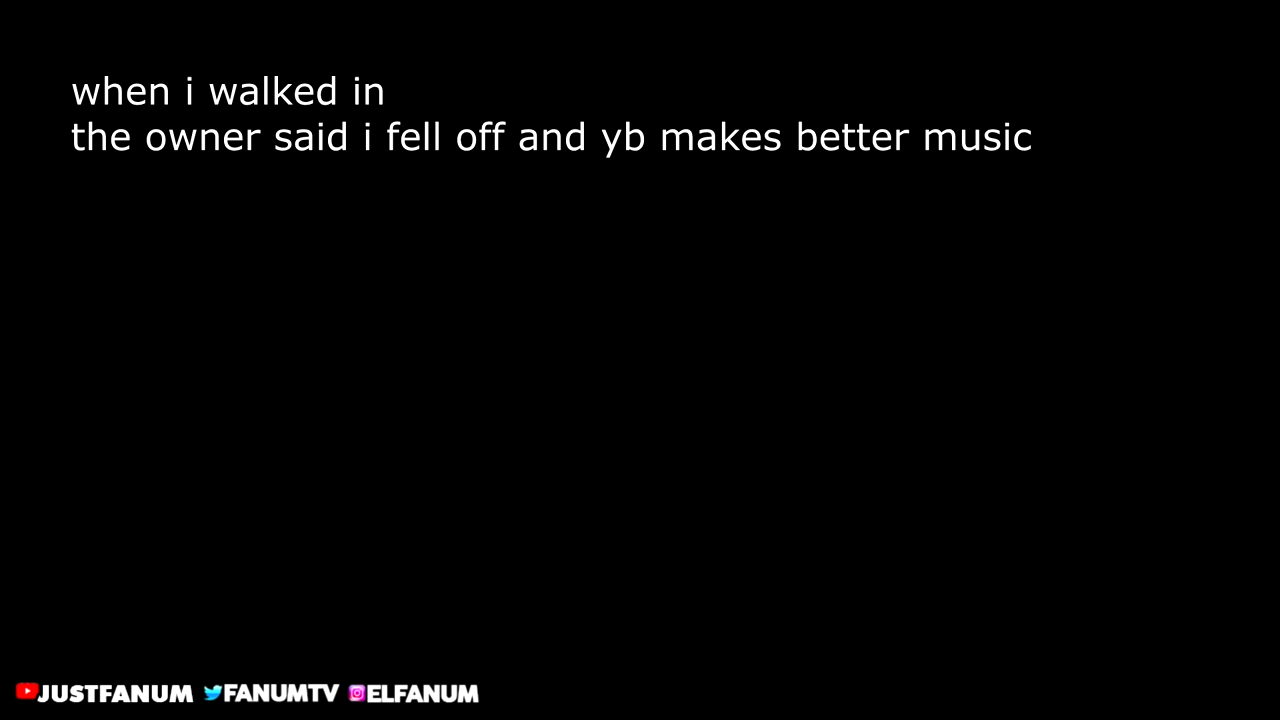 when i walked in
the owner said i fell off and yb makes better music
JUSTFANUM FANUMTV ELFANUM